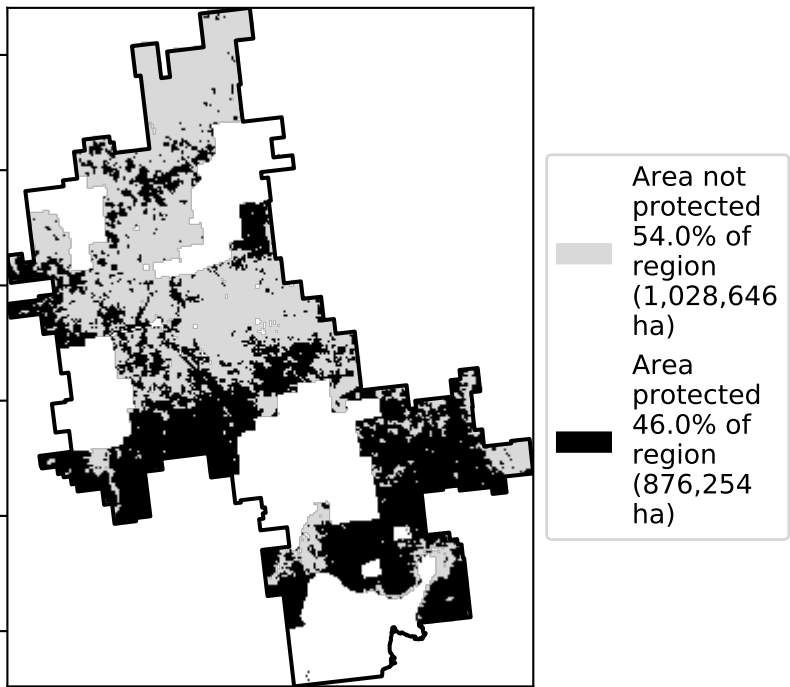 Area not
protected
54.0% of
region
(1,028,646
ha)
Area
protected
46.0% of
region
(876,254
ha)